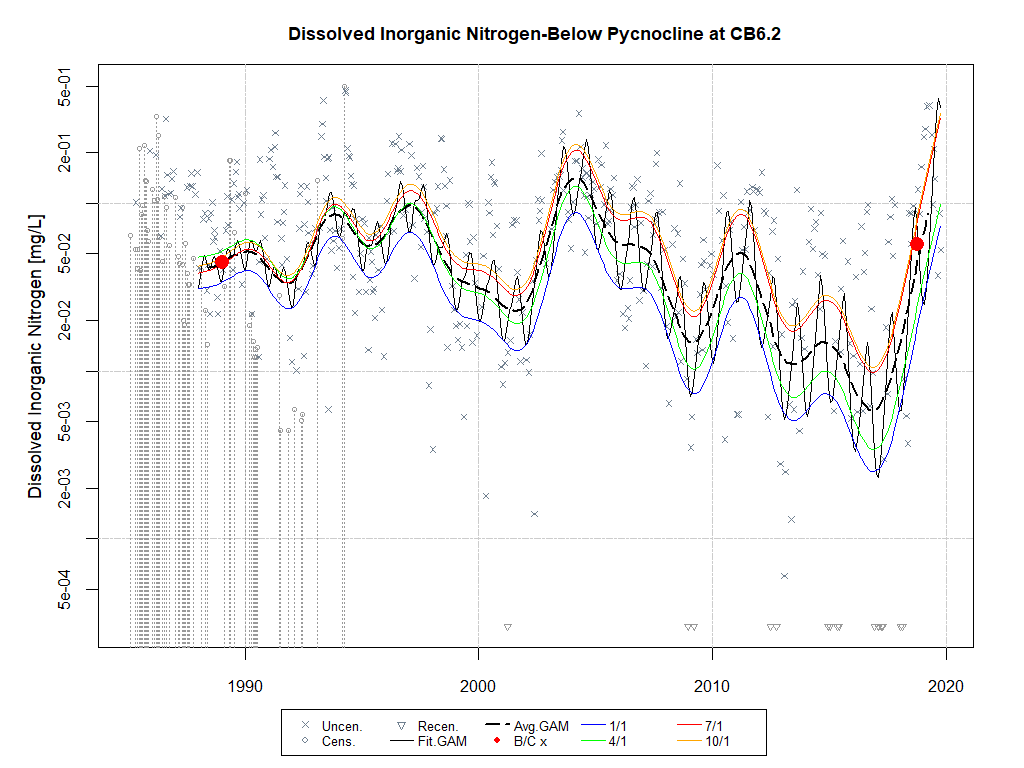 Dissolved Inorganic Nitrogen-Below Pycnocline at CB6.2
Dissolved Inorganic Nitrogen [mg/L]
5e-01
2e-01
5e-02
2e-02
5e-03
2e-03
5e-04
1990 2000 2010 2020
Uncen. Recen. Avg.GAM 1/1 7/1
Cens. Fit.GAM B/C x 4/1 10/1